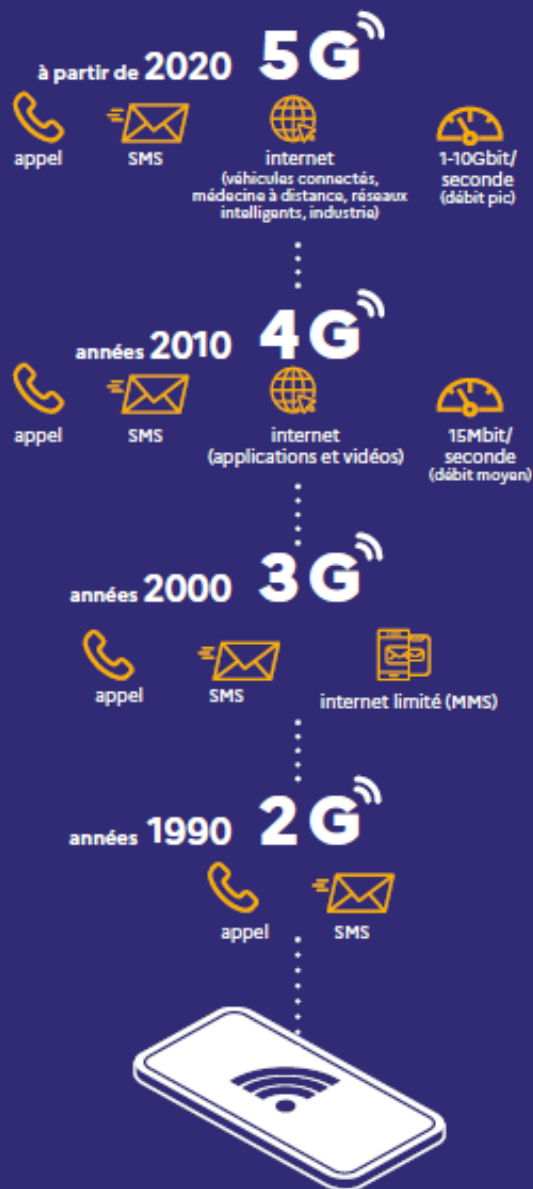 à partir de 2020 5G
appel
SMS
internet
(véhicules connectés,
médecine à distance, réseaux
intelligents, industrie)
1-10Gbit/
seconde
(débit pic)
années 2010 4G
appel
SMS
internet
(applications et vidéos)
15Mbit/
seconde
(débit moyen)
années 2000 3G
appel
SMS
internet limité (MMS)
années 1990 2G
appel
SMS